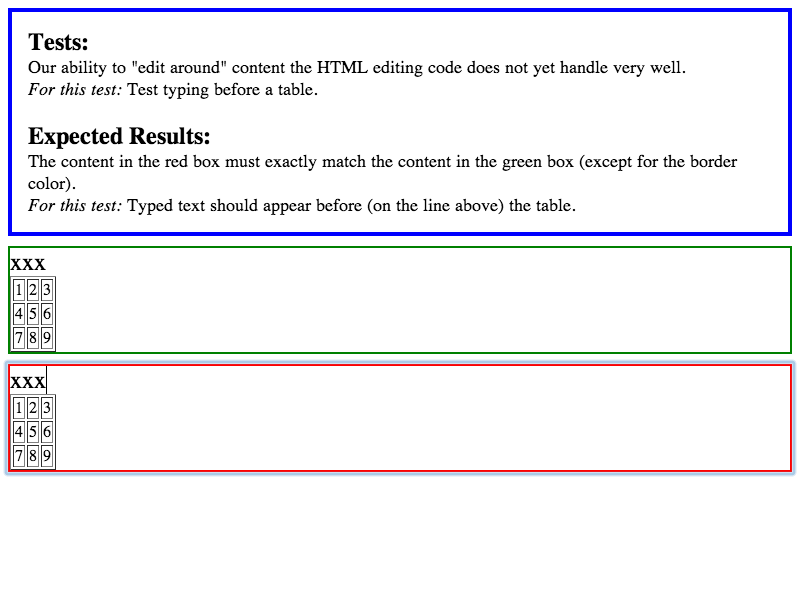 Tests:
Our ability to "edit around" content the HTML editing code does not yet handle very well.
For this test: Test typing before a table.
Expected Results:
The content in the red box must exactly match the content in the green box (except for the border
color).
For this test: Typed text should appear before (on the line above) the table.
xxx
1 2 3
4 5 6
7 8 9
xxx
1 2 3
4 5 6
7 8 9